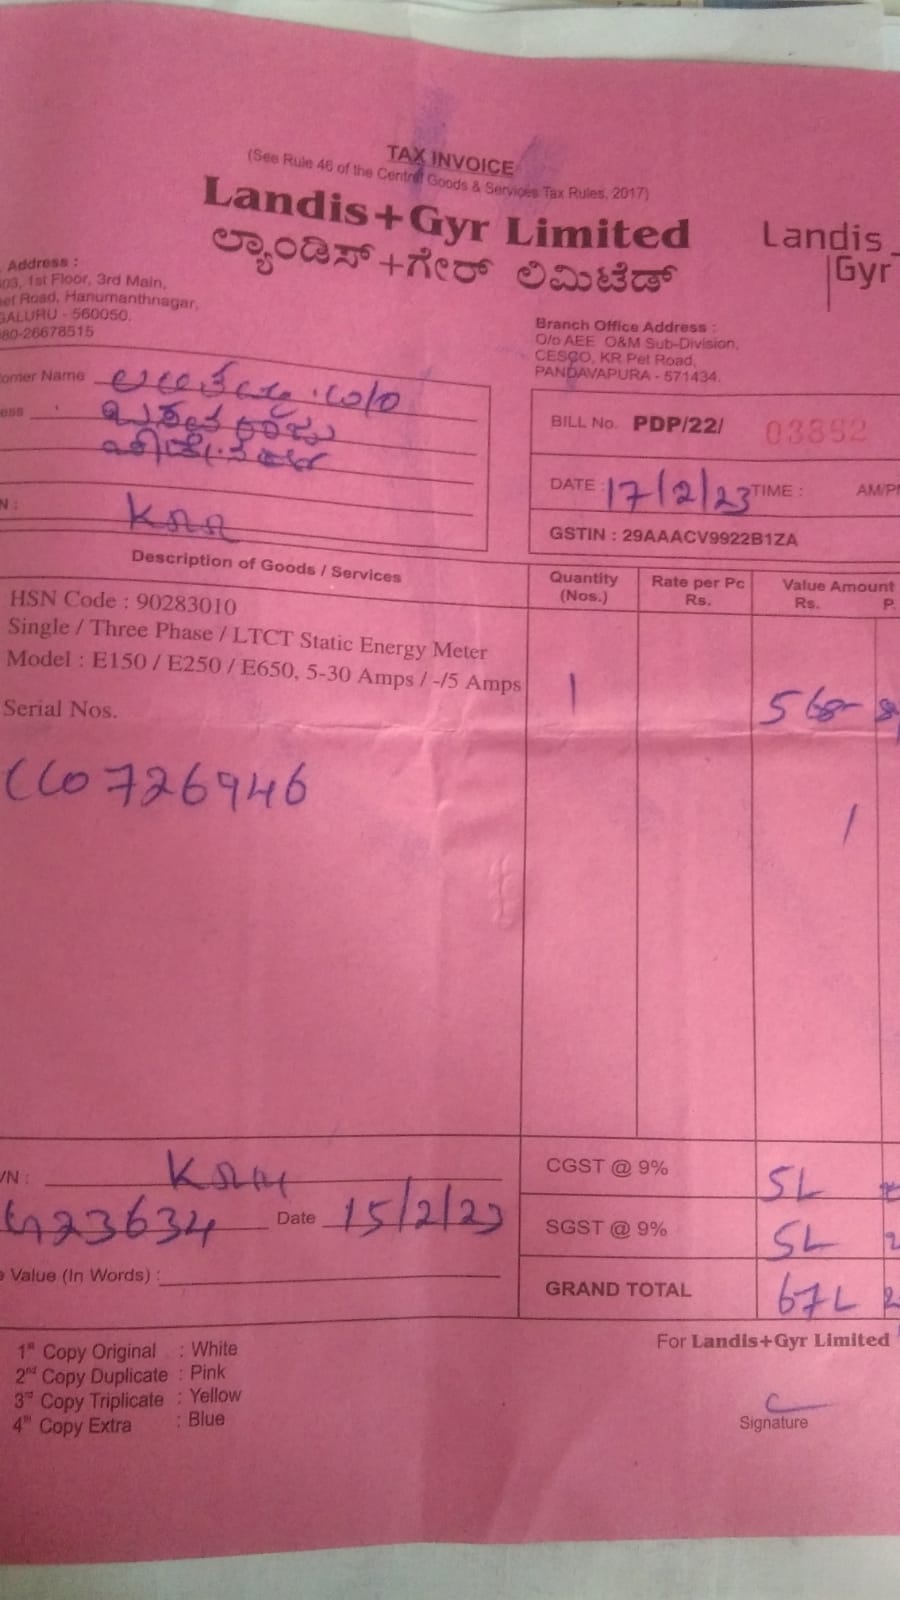 TAX INVOICE
(See Rule 46 of the Central Goods & Services Tax Rules, 2017)
Landis+Gyr Limited
ಲ್ಯಾಂಡಿಸ್+ಗೇರ್ ಲಿಮಿಟೆಡ್
Landis
Gyr
Address :
1st Floor, 3rd Main,
Road, Hanumanthnagar,
GALURU - 560050.
080-26678515
Branch Office Address :
O/o AEE O&M Sub-Division,
CESCO, KR Pet Road,
PANDAVAPURA - 571434.
omer Name
ess
BILL No. PDP/22/ 03852
DATE : 17/2/23 TIME : AM/PM
N :
GSTIN : 29AAACV9922B1ZA
Description of Goods / Services
Quantity (Nos.)
Rate per Pc Rs.
Value Amount Rs. P.
HSN Code : 90283010
Single / Three Phase / LTCT Static Energy Meter
Model : E150 / E250 / E650, 5-30 Amps / -/5 Amps
1
568
Serial Nos.
726946
/N :
CGST @ 9%
23634 Date 15/2/23
SGST @ 9%
Value (In Words) :
GRAND TOTAL
1st Copy Original : White
2nd Copy Duplicate : Pink
3rd Copy Triplicate : Yellow
4th Copy Extra : Blue
For Landis+Gyr Limited
Signature